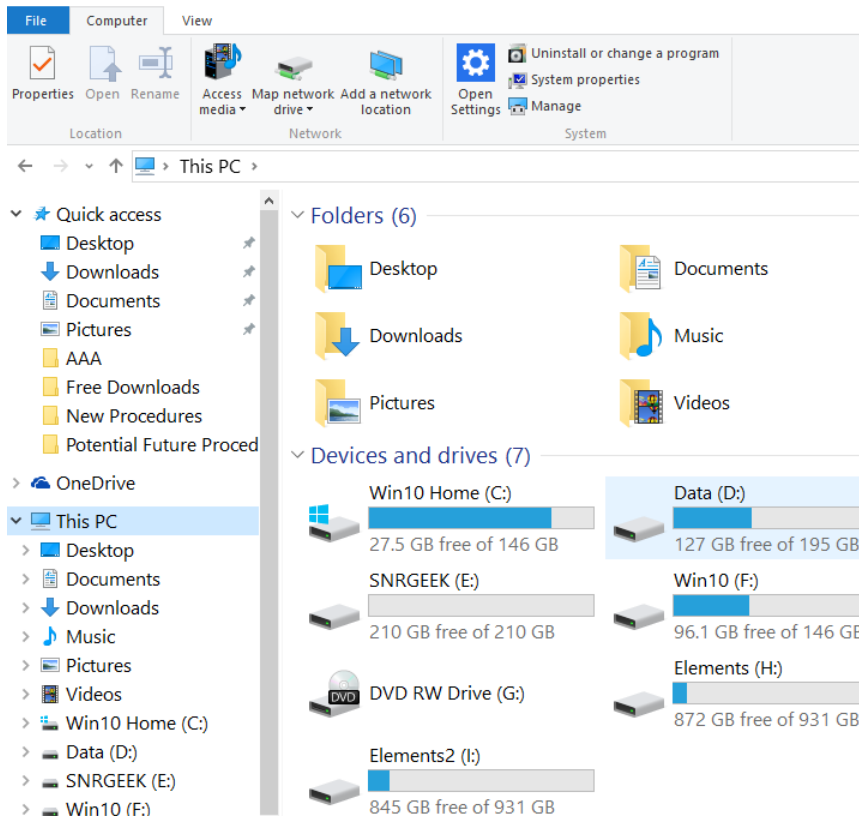 File Computer View
Properties Open Rename Access media Map network drive Add a network location Open Settings Uninstall or change a program
System properties
Manage
Location Network System
This PC
Quick access
Desktop
Downloads
Documents
Pictures
AAA
Free Downloads
New Procedures
Potential Future Proced
OneDrive
This PC
Desktop
Documents
Downloads
Music
Pictures
Videos
Win10 Home (C:)
Data (D:)
SNRGEEK (E:)
Win10 (F:)
Folders (6)
Desktop Documents
Downloads Music
Pictures Videos
Devices and drives (7)
Win10 Home (C:) Data (D:)
27.5 GB free of 146 GB 127 GB free of 195 GB
SNRGEEK (E:) Win10 (F:)
210 GB free of 210 GB 96.1 GB free of 146 GB
DVD
DVD RW Drive (G:) Elements (H:)
872 GB free of 931 GB
Elements2 (I:)
845 GB free of 931 GB